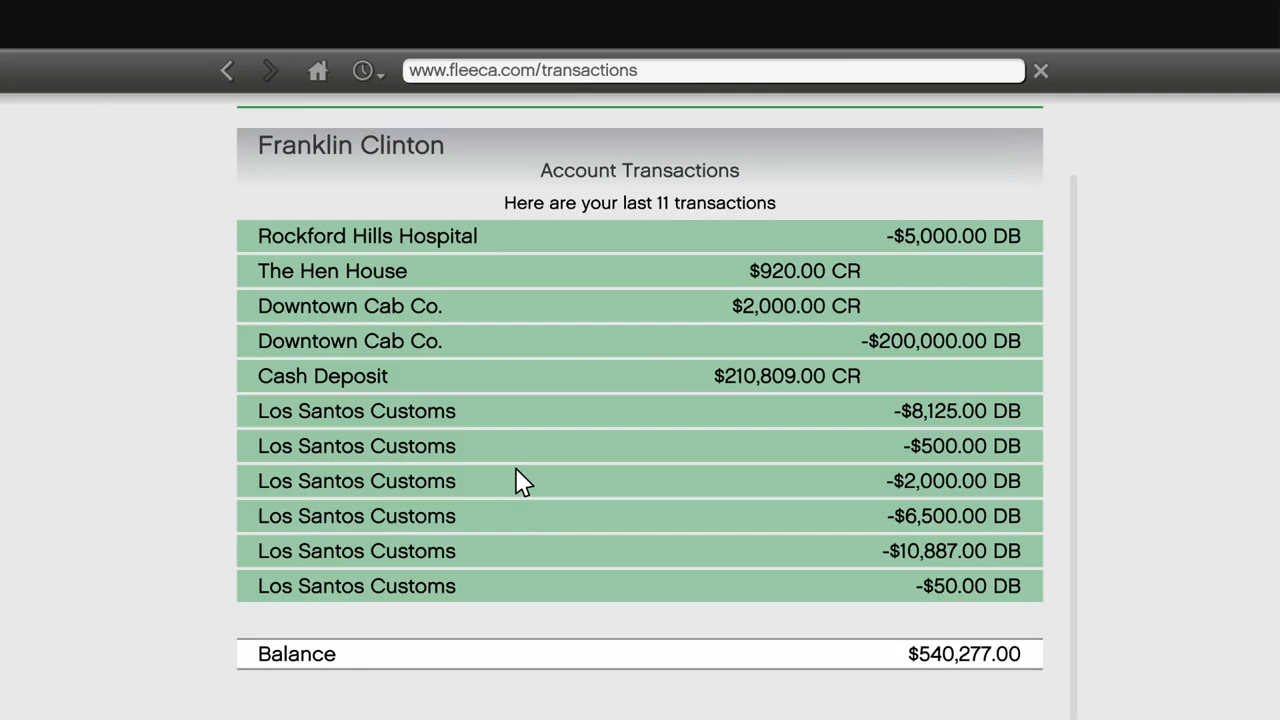 www.fleeca.com/transactions
Franklin Clinton
Account Transactions
Here are your last 11 transactions
Rockford Hills Hospital -$5,000.00 DB
The Hen House $920.00 CR
Downtown Cab Co. $2,000.00 CR
Downtown Cab Co. -$200,000.00 DB
Cash Deposit $210,809.00 CR
Los Santos Customs -$8,125.00 DB
Los Santos Customs -$500.00 DB
Los Santos Customs -$2,000.00 DB
Los Santos Customs -$6,500.00 DB
Los Santos Customs -$10,887.00 DB
Los Santos Customs -$50.00 DB
Balance $540,277.00